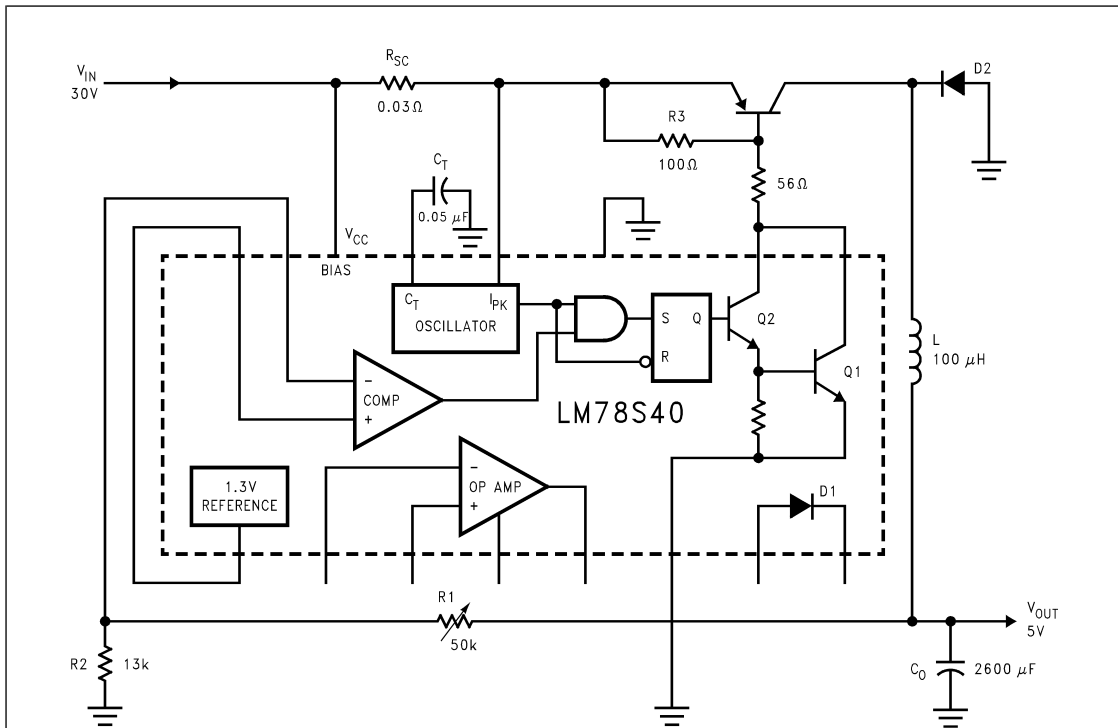 V_IN
30V
R_SC
0.03Ω
D2
R3
100Ω
C_T
0.05 μF
56Ω
V_CC
BIAS
C_T
I_PK
OSCILLATOR
S
Q
R
Q2
Q1
L
100 μH
−
COMP
+
LM78S40
1.3V
REFERENCE
−
OP AMP
+
D1
R1
50k
V_OUT
5V
R2
13k
C_O
2600 μF